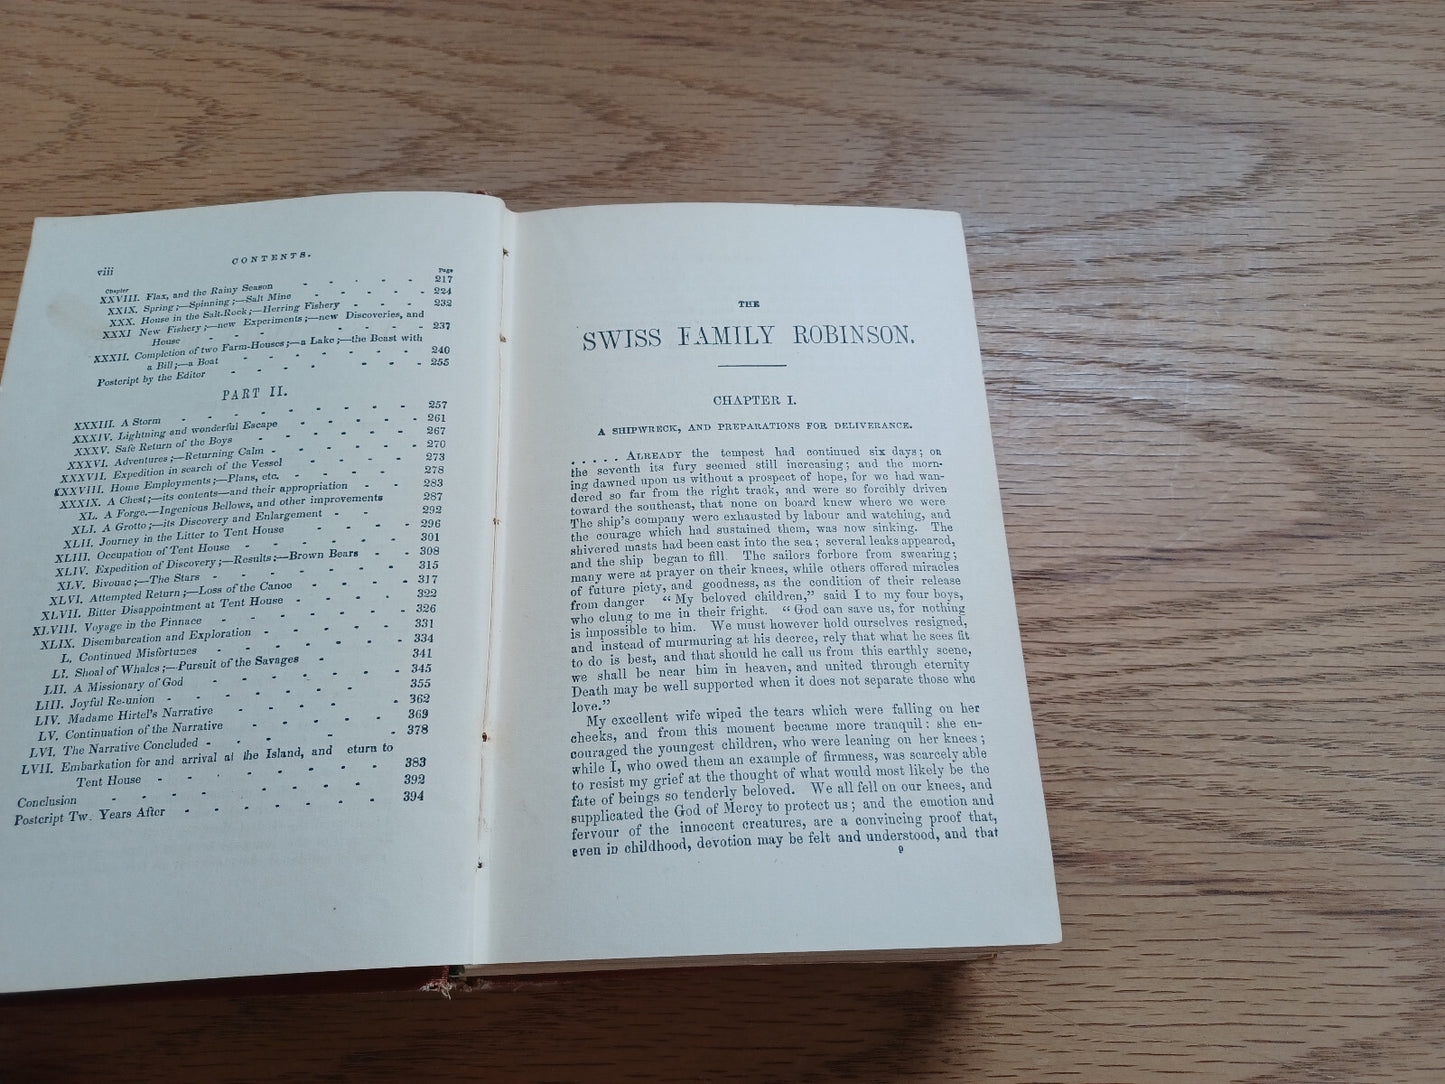 viii
CONTENTS.
Chapter
Page
XXVIII. Flax, and the Rainy Season - - - - - 217
XXIX. Spring;—Spinning;—Salt Mine - - - - - 224
XXX. House in the Salt-Rock;—Herring Fishery - - - - 232
XXXI New Fishery;—new Experiments;—new Discoveries, and
House - - - - - - - - 237
XXXII. Completion of two Farm-Houses;—a Lake;—the Beast with
a Bill;—a Boat - - - - - - - 240
Postcript by the Editor - - - - - - - 255
PART II.
XXXIII. A Storm - - - - - - - - 257
XXXIV. Lightning and wonderful Escape - - - - 261
XXXV. Safe Return of the Boys - - - - - 267
XXXVI. Adventures;—Returning Calm - - - - - 270
XXXVII. Expedition in search of the Vessel - - - - 273
XXXVIII. Home Employments;—Plans, etc. - - - - 278
XXXIX. A Chest;—its contents—and their appropriation - - 283
XL. A Forge.—Ingenious Bellows, and other improvements 287
XLI. A Grotto;—its Discovery and Enlargement - - 292
XLII. Journey in the Litter to Tent House - - - 296
XLIII. Occupation of Tent House - - - - - 301
XLIV. Expedition of Discovery;—Results;—Brown Bears - - 308
XLV. Bivouac;—The Stars - - - - - - 315
XLVI. Attempted Return;—Loss of the Canoe - - - 317
XLVII. Bitter Disappointment at Tent House - - - - 322
XLVIII. Voyage in the Pinnace - - - - - 326
XLIX. Disembarcation and Exploration - - - - 331
L. Continued Misfortunes - - - - - 334
LI. Shoal of Whales;—Pursuit of the Savages - - - 341
LII. A Missionary of God - - - - - - 345
LIII. Joyful Re-union - - - - - - 355
LIV. Madame Hirtel's Narrative - - - - - 362
LV. Continuation of the Narrative - - - - 369
LVI. The Narrative Concluded - - - - - 378
LVII. Embarkation for and arrival at the Island, and eturn to
Tent House - - - - - - - 383
Conclusion - - - - - - - - 392
Postcript Tw. Years After - - - - - - 394
THE
SWISS FAMILY ROBINSON.
CHAPTER I.
A SHIPWRECK, AND PREPARATIONS FOR DELIVERANCE.
. . . . . ALREADY the tempest had continued six days; on
the seventh its fury seemed still increasing; and the morn-
ing dawned upon us without a prospect of hope, for we had wan-
dered so far from the right track, and were so forcibly driven
toward the southeast, that none on board knew where we were
The ship's company were exhausted by labour and watching, and
the courage which had sustained them, was now sinking. The
shivered masts had been cast into the sea; several leaks appeared,
and the ship began to fill. The sailors forbore from swearing;
many were at prayer on their knees, while others offered miracles
of future piety, and goodness, as the condition of their release
from danger “My beloved children,” said I to my four boys,
who clung to me in their fright. “God can save us, for nothing
is impossible to him. We must however hold ourselves resigned,
and instead of murmuring at his decree, rely that what he sees fit
to do is best, and that should he call us from this earthly scene,
we shall be near him in heaven, and united through eternity
Death may be well supported when it does not separate those who
love.”
My excellent wife wiped the tears which were falling on her
cheeks, and from this moment became more tranquil: she en-
couraged the youngest children, who were leaning on her knees;
while I, who owed them an example of firmness, was scarcely able
to resist my grief at the thought of what would most likely be the
fate of beings so tenderly beloved. We all fell on our knees, and
supplicated the God of Mercy to protect us; and the emotion and
fervour of the innocent creatures, are a convincing proof that,
even in childhood, devotion may be felt and understood, and that
9